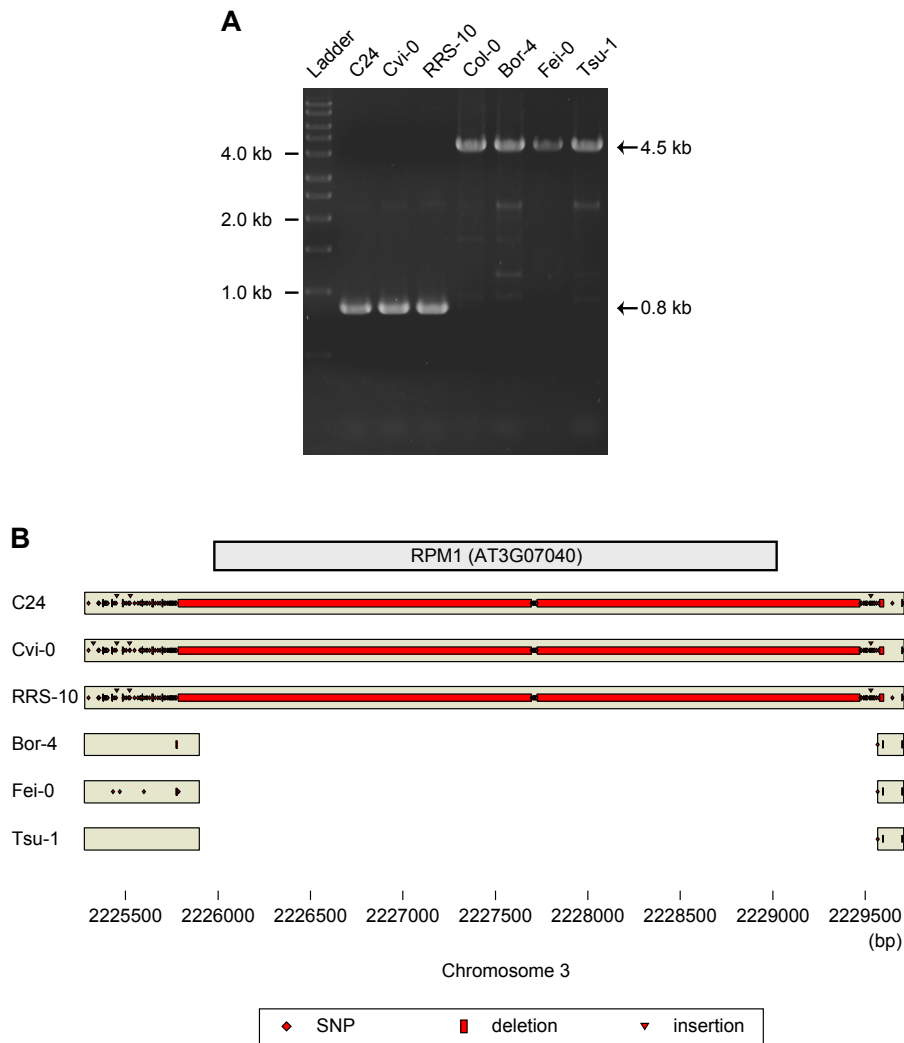 A
Ladder
C24
Cvi-0
RRS-10
Col-0
Bor-4
Fei-0
Tsu-1
4.0 kb
2.0 kb
1.0 kb
4.5 kb
0.8 kb
B
RPM1 (AT3G07040)
C24
Cvi-0
RRS-10
Bor-4
Fei-0
Tsu-1
2225500 2226000 2226500 2227000 2227500 2228000 2228500 2229000 2229500
(bp)
Chromosome 3
SNP deletion insertion